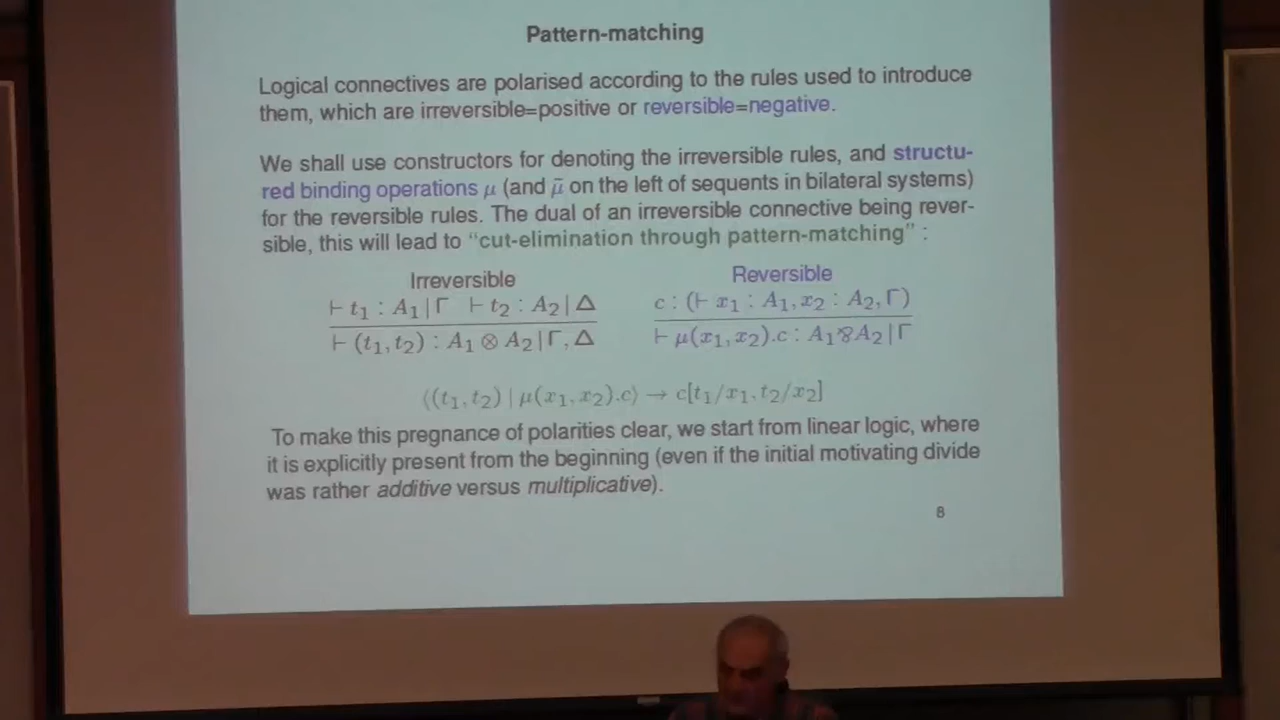 Pattern-matching
Logical connectives are polarised according to the rules used to introduce
them, which are irreversible=positive or reversible=negative.
We shall use constructors for denoting the irreversible rules, and structu-
red binding operations μ (and μ̃ on the left of sequents in bilateral systems)
for the reversible rules. The dual of an irreversible connective being rever-
sible, this will lead to “cut-elimination through pattern-matching” :
Irreversible Reversible
⊢ t₁ : A₁ | Γ ⊢ t₂ : A₂ | Δ c : (⊢ x₁ : A₁, x₂ : A₂, Γ)
⊢ (t₁, t₂) : A₁ ⊗ A₂ | Γ, Δ ⊢ μ(x₁, x₂).c : A₁⅋A₂ | Γ
⟨(t₁, t₂) | μ(x₁, x₂).c⟩ → c[t₁/x₁, t₂/x₂]
To make this pregnance of polarities clear, we start from linear logic, where
it is explicitly present from the beginning (even if the initial motivating divide
was rather additive versus multiplicative).
8